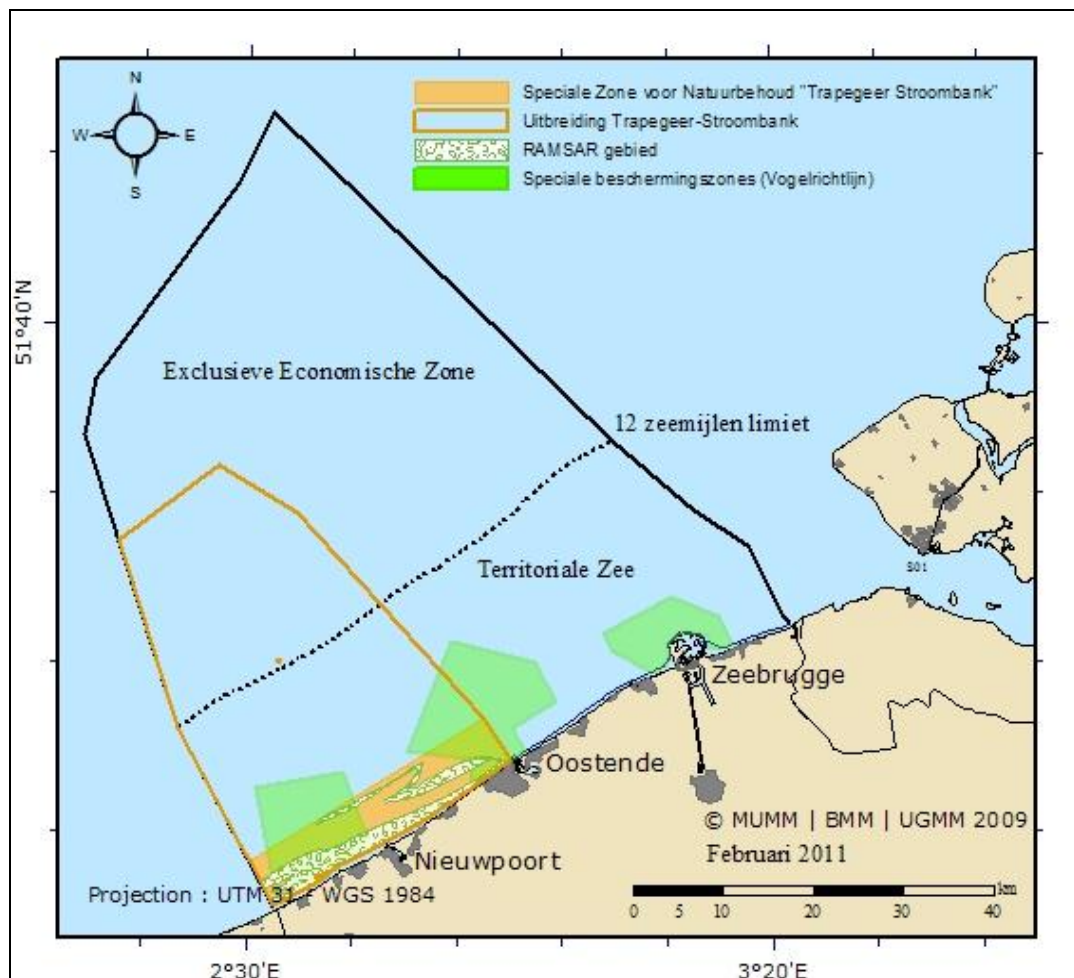 N
W E
S
Speciale Zone voor Natuurbehoud "Trapegeer Stroombank"
Uitbreiding Trapegeer-Stroombank
RAMSAR gebied
Speciale beschermingszones (Vogelrichtlijn)
51°40'N
Exclusieve Economische Zone
12 zeemijlen limiet
Territoriale Zee
S01
Zeebrugge
Oostende
Nieuwpoort
© MUMM | BMM | UGMM 2009
Februari 2011
Projection : UTM 31 - WGS 1984
km
0 5 10 20 30 40
2°30'E 3°20'E